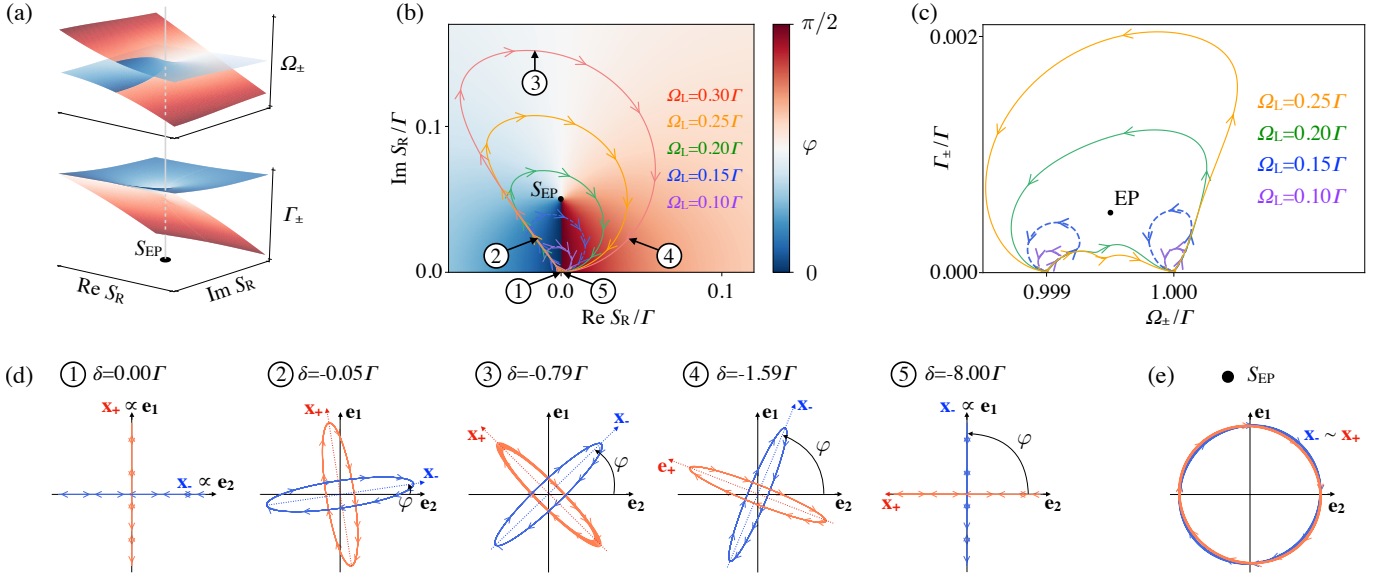 (a)
Ω±
Γ±
S_EP
Re S_R
Im S_R
(b)
π/2
φ
0
Im S_R/Γ
0.1
0.0
Ω_L=0.30Γ
Ω_L=0.25Γ
Ω_L=0.20Γ
Ω_L=0.15Γ
Ω_L=0.10Γ
S_EP
1
2
3
4
5
0.0
0.1
Re S_R/Γ
(c)
Γ±/Γ
0.002
0.000
Ω_L=0.25Γ
Ω_L=0.20Γ
Ω_L=0.15Γ
Ω_L=0.10Γ
EP
0.999
1.000
Ω±/Γ
(d)
1 δ=0.00Γ
x₊ ∝ e₁
x₋ ∝ e₂
2 δ=-0.05Γ
x₊
e₁
x₋
φ
e₂
3 δ=-0.79Γ
e₁
x₋
x₊
φ
e₂
4 δ=-1.59Γ
e₁
x₋
e₊
φ
e₂
5 δ=-8.00Γ
x₋ ∝ e₁
φ
e₂
x₊
(e)
S_EP
e₁
x₋ ~ x₊
e₂